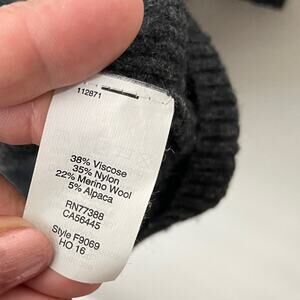 112871
38% Viscose
35% Nylon
22% Merino Wool
5% Alpaca
RN77388
CA56445
Style F9069
HO 16